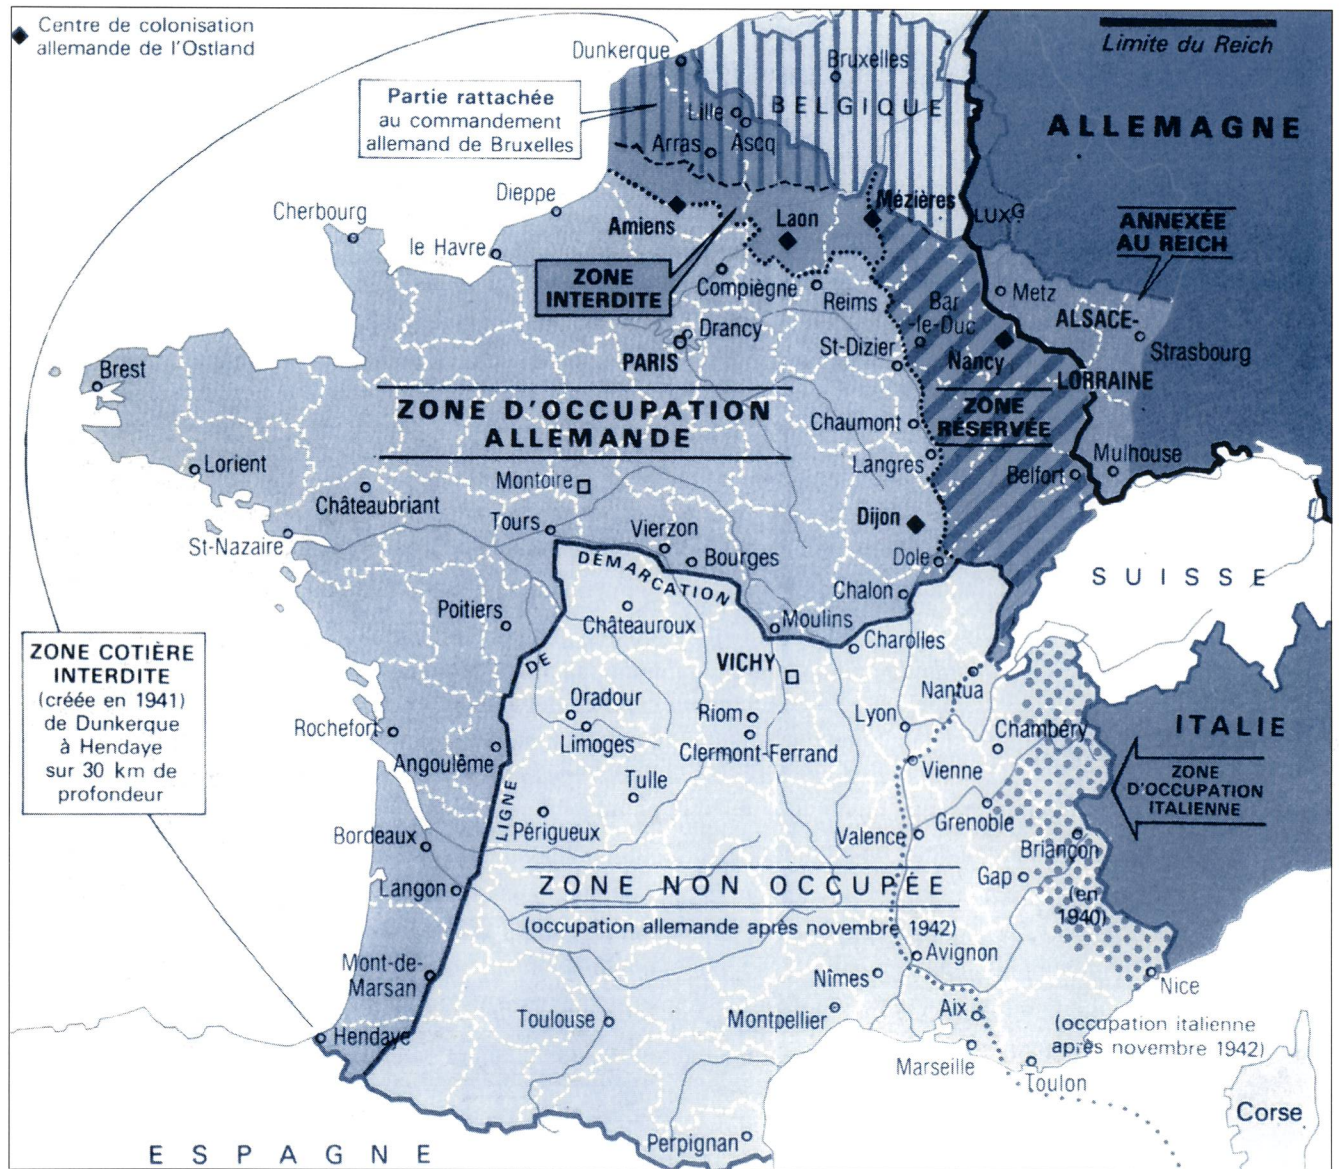 Centre de colonisation
allemande de l'Ostland
Limite du Reich
Dunkerque
Bruxelles
BELGIQUE
Partie rattachée
au commandement
allemand de Bruxelles
Lille
Arras
Ascq
ALLEMAGNE
Dieppe
Cherbourg
le Havre
Amiens
Laon
Mézières
LUXG
ANNEXÉE
AU REICH
ZONE
INTERDITE
Compiègne
Reims
Bar
-le-Duc
Metz
ALSACE-
LORRAINE
Strasbourg
Drancy
PARIS
St-Dizier
Nancy
Brest
ZONE D'OCCUPATION
ALLEMANDE
ZONE
RÉSERVÉE
Chaumont
Langres
Mulhouse
Belfort
Lorient
Châteaubriant
Montoire
Dijon
St-Nazaire
Tours
Vierzon
Bourges
Dole
SUISSE
LIGNE DE DÉMARCATION
Chalon
Poitiers
Châteauroux
Moulins
Charolles
ZONE COTIÈRE
INTERDITE
(créée en 1941)
de Dunkerque
à Hendaye
sur 30 km de
profondeur
VICHY
Nantua
Oradour
Limoges
Riom
Clermont-Ferrand
Lyon
Chambéry
ITALIE
Rochefort
Angoulême
Tulle
Vienne
ZONE
D'OCCUPATION
ITALIENNE
Périgueux
Grenoble
Bordeaux
Valence
Briançon
(en
1940)
Langon
Gap
ZONE NON OCCUPÉE
(occupation allemande après novembre 1942)
Mont-de-
Marsan
Avignon
Nîmes
Nice
Hendaye
Toulouse
Montpellier
Aix
(occupation italienne
après novembre 1942)
Marseille
Toulon
Corse
Perpignan
ESPAGNE